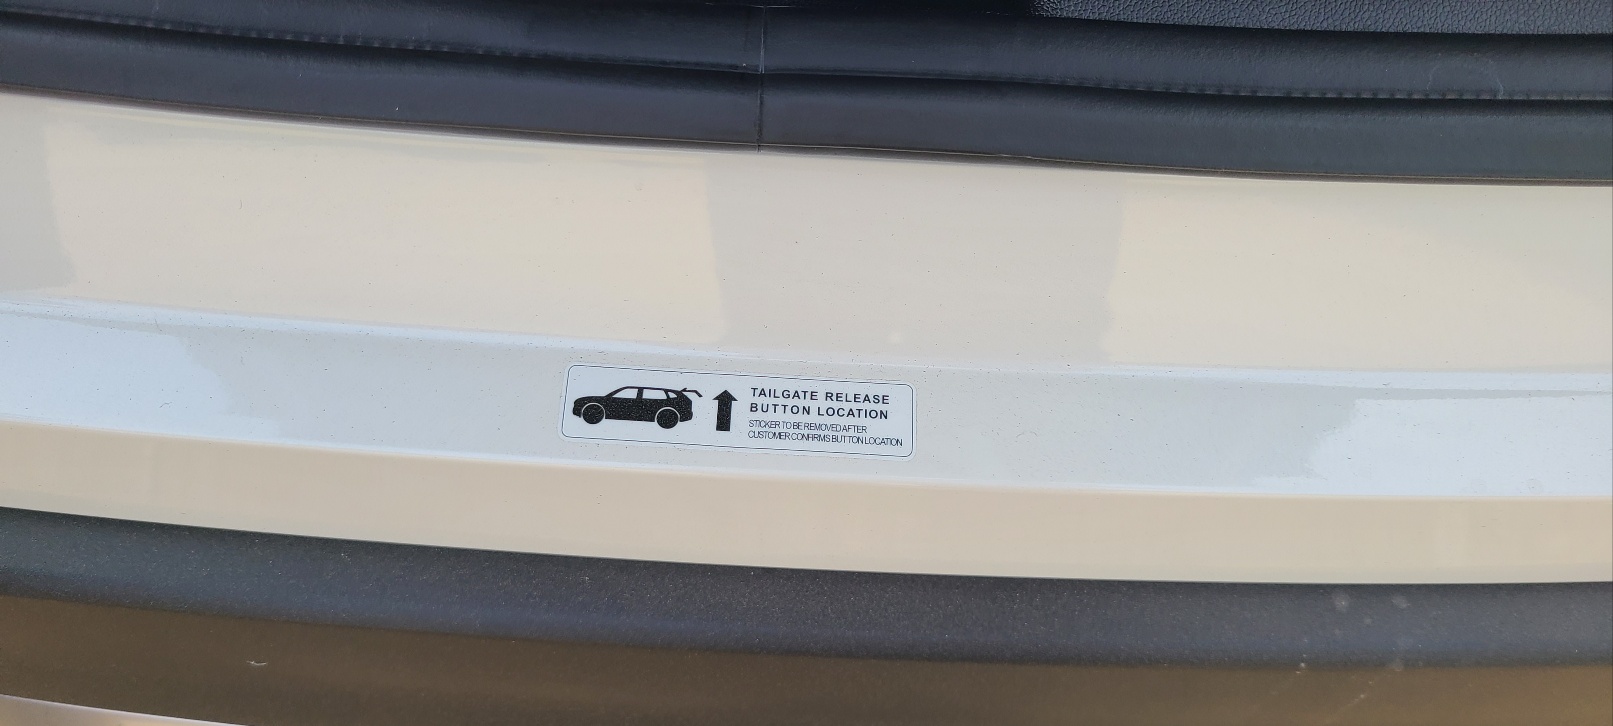 TAILGATE RELEASE
BUTTON LOCATION
STICKER TO BE REMOVED AFTER
CUSTOMER CONFIRMS BUTTON LOCATION